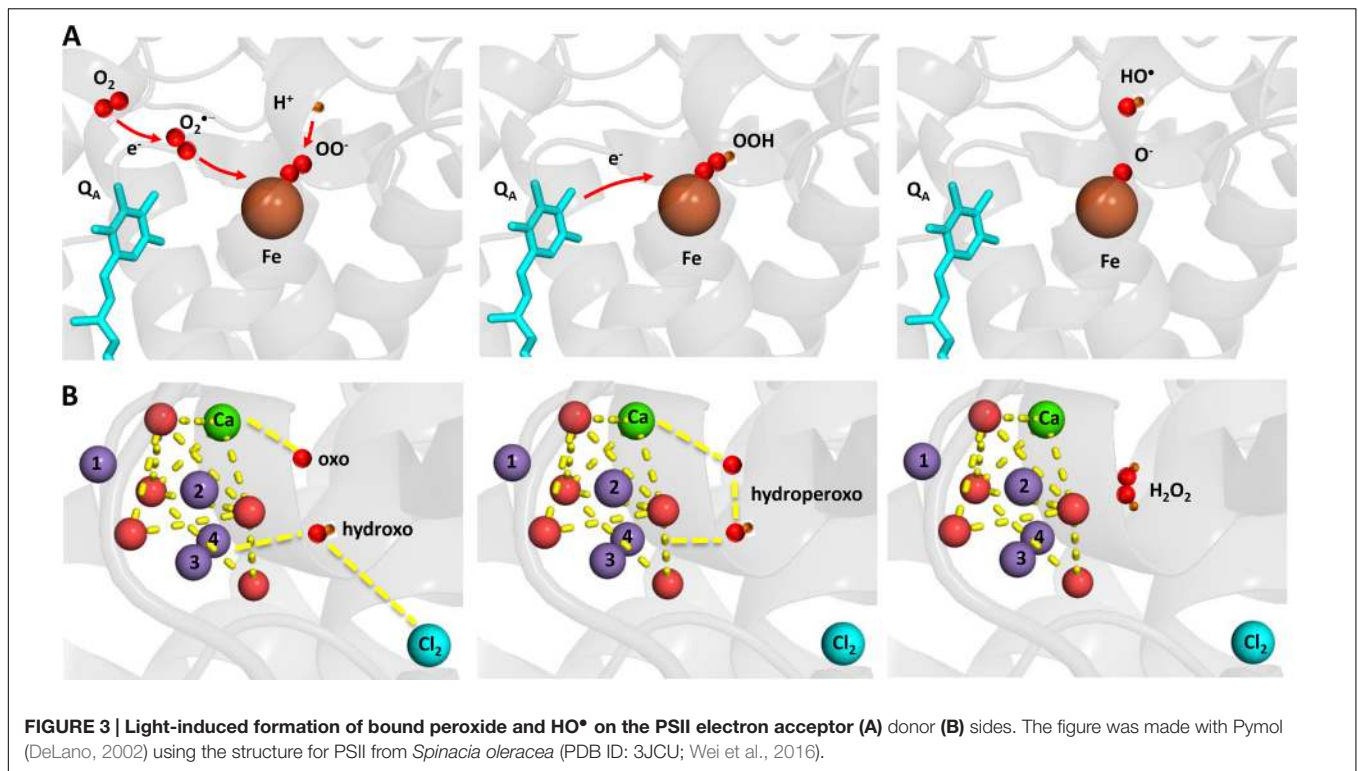 A
O₂
O₂•−
e-
H⁺
OO⁻
Q_A
Fe
e-
OOH
Q_A
Fe
HO•
O⁻
Q_A
Fe
B
Ca
1
oxo
2
hydroxo
4
3
Cl₂
Ca
1
2
hydroperoxo
4
3
Cl₂
Ca
1
2
H₂O₂
4
3
Cl₂
FIGURE 3 | Light-induced formation of bound peroxide and HO• on the PSII electron acceptor (A) donor (B) sides. The figure was made with Pymol
(DeLano, 2002) using the structure for PSII from Spinacia oleracea (PDB ID: 3JCU; Wei et al., 2016).